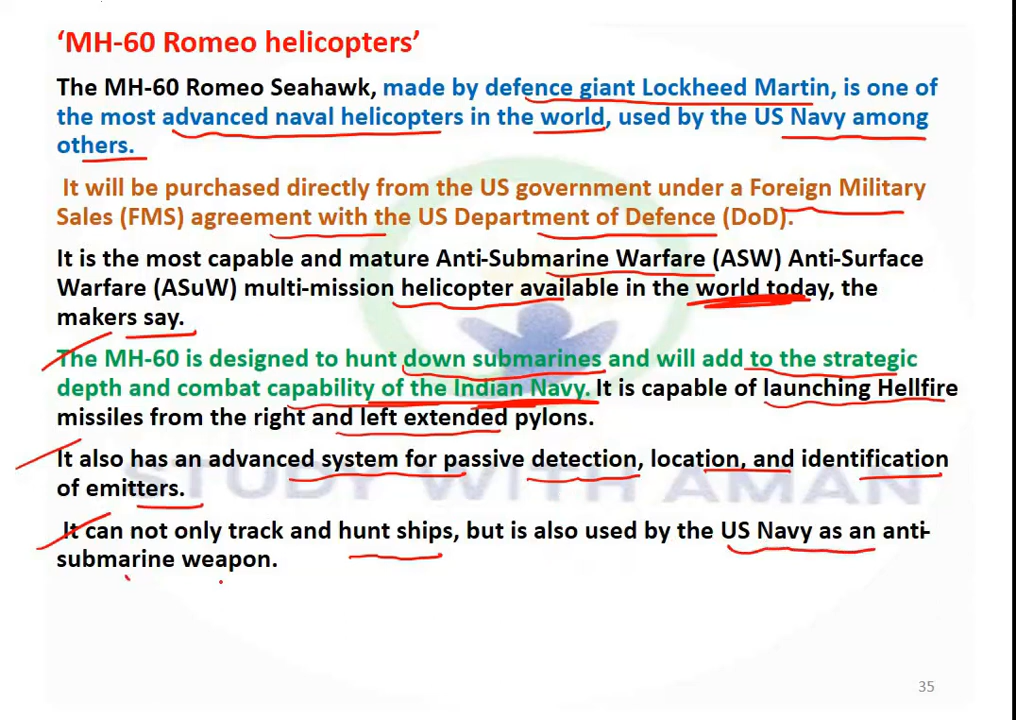 ‘MH-60 Romeo helicopters’
The MH-60 Romeo Seahawk, made by defence giant Lockheed Martin, is one of
the most advanced naval helicopters in the world, used by the US Navy among
others.
It will be purchased directly from the US government under a Foreign Military
Sales (FMS) agreement with the US Department of Defence (DoD).
It is the most capable and mature Anti-Submarine Warfare (ASW) Anti-Surface
Warfare (ASuW) multi-mission helicopter available in the world today, the
makers say.
The MH-60 is designed to hunt down submarines and will add to the strategic
depth and combat capability of the Indian Navy. It is capable of launching Hellfire
missiles from the right and left extended pylons.
It also has an advanced system for passive detection, location, and identification
of emitters.
STUDY WITH AMAN
It can not only track and hunt ships, but is also used by the US Navy as an anti-
submarine weapon.
35